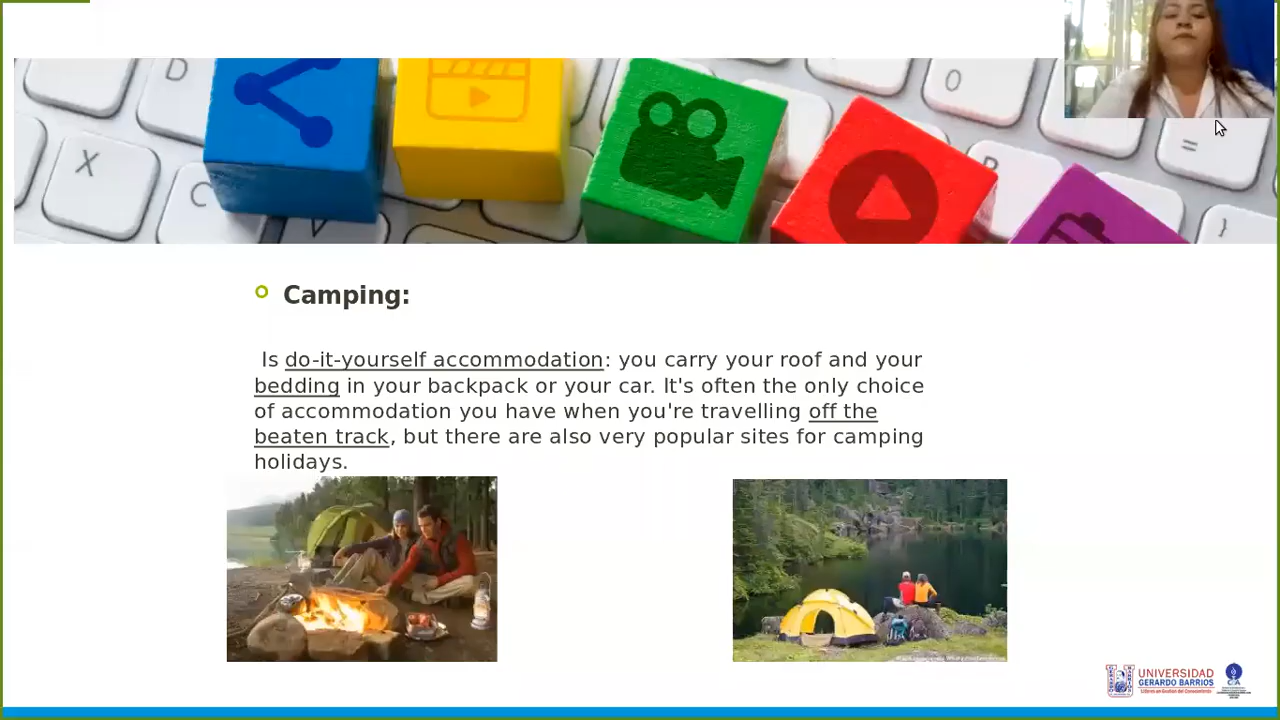 D
X
C
V
0
P
=
}
Camping:
Is do-it-yourself accommodation: you carry your roof and your
bedding in your backpack or your car. It's often the only choice
of accommodation you have when you're travelling off the
beaten track, but there are also very popular sites for camping
holidays.
UNIVERSIDAD
GERARDO BARRIOS